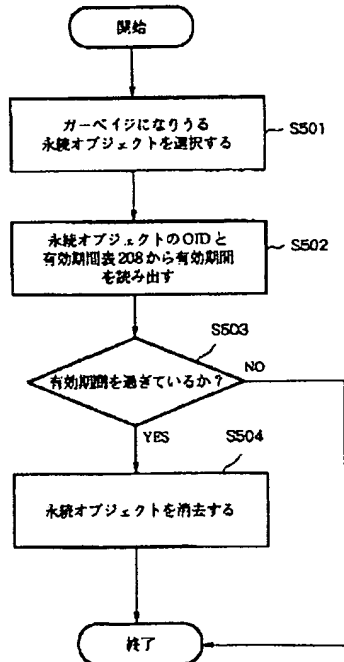 開始
ガーベイジになりうる
永続オブジェクトを選択する
S501
永続オブジェクトのOIDと
有効期間表208から有効期間
を読み出す
S502
S503
有効期間を過ぎているか?
NO
YES
S504
永続オブジェクトを消去する
終了